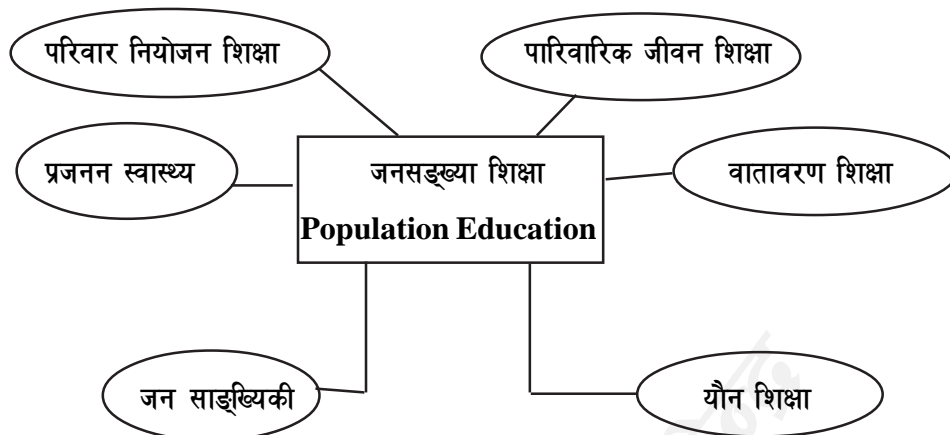 परिवार नियोजन शिक्षा
पारिवारिक जीवन शिक्षा
प्रजनन स्वास्थ्य
जनसङ्ख्या शिक्षा
Population Education
वातावरण शिक्षा
जन साङ्ख्यिकी
यौन शिक्षा